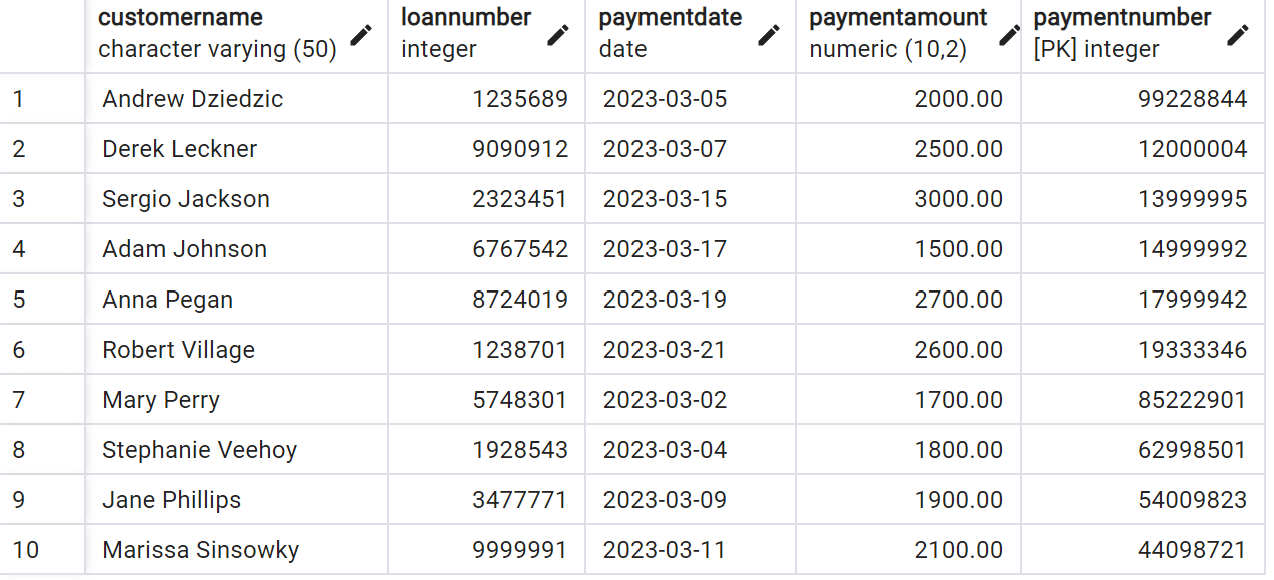 customername loannumber paymentdate paymentamount paymentnumber
character varying (50) integer date numeric (10,2) [PK] integer
1 Andrew Dziedzic 1235689 2023-03-05 2000.00 99228844
2 Derek Leckner 9090912 2023-03-07 2500.00 12000004
3 Sergio Jackson 2323451 2023-03-15 3000.00 13999995
4 Adam Johnson 6767542 2023-03-17 1500.00 14999992
5 Anna Pegan 8724019 2023-03-19 2700.00 17999942
6 Robert Village 1238701 2023-03-21 2600.00 19333346
7 Mary Perry 5748301 2023-03-02 1700.00 85222901
8 Stephanie Veehoy 1928543 2023-03-04 1800.00 62998501
9 Jane Phillips 3477771 2023-03-09 1900.00 54009823
10 Marissa Sinsowky 9999991 2023-03-11 2100.00 44098721